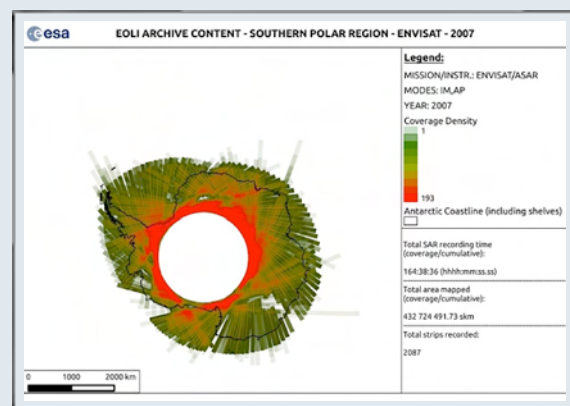 esa
EOLI ARCHIVE CONTENT - SOUTHERN POLAR REGION - ENVISAT - 2007
Legend:
MISSION/INSTR.: ENVISAT/ASAR
MODES: IM,AP
YEAR: 2007
Coverage Density
1
193
Antarctic Coastline (including shelves)
Total SAR recording time
(coverage/cumulative):
164:38:36 (hhhh:mm:ss.ss)
Total area mapped
(coverage/cumulative):
432 724 491.73 skm
Total strips recorded:
2087
0 1000 2000 km